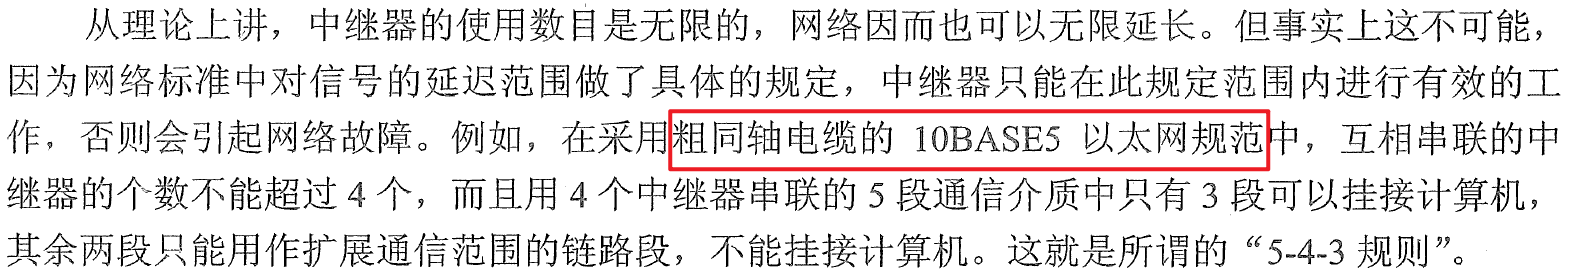 从理论上讲，中继器的使用数目是无限的，网络因而也可以无限延长。但事实上这不可能，
因为网络标准中对信号的延迟范围做了具体的规定，中继器只能在此规定范围内进行有效的工
作，否则会引起网络故障。例如，在采用粗同轴电缆的 10BASE5 以太网规范中，互相串联的中
继器的个数不能超过 4 个，而且用 4 个中继器串联的 5 段通信介质中只有 3 段可以挂接计算机，
其余两段只能用作扩展通信范围的链路段，不能挂接计算机。这就是所谓的“5-4-3 规则”。